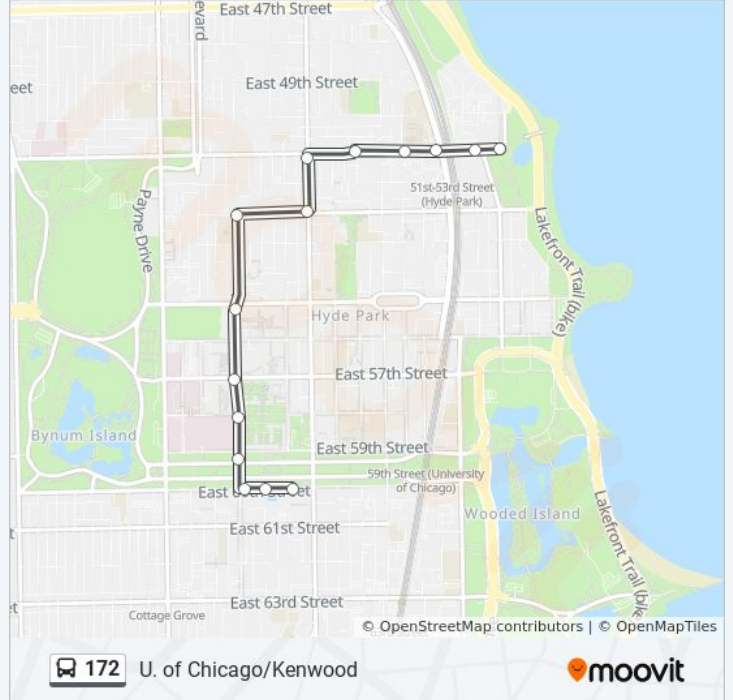 East 47th Street
evard
East 49th Street
eet
51st-53rd Street
(Hyde Park)
Payne Drive
Lakefront Trail (bike)
Hyde Park
East 57th Street
Bynum Island
East 59th Street
59th Street (University
of Chicago)
East
et
Wooded Island
t
East 61st Street
Lakefront Trail (bike
et
East 63rd Street
Cottage Grove
© OpenStreetMap contributors | © OpenMapTiles
172 U. of Chicago/Kenwood
moovit